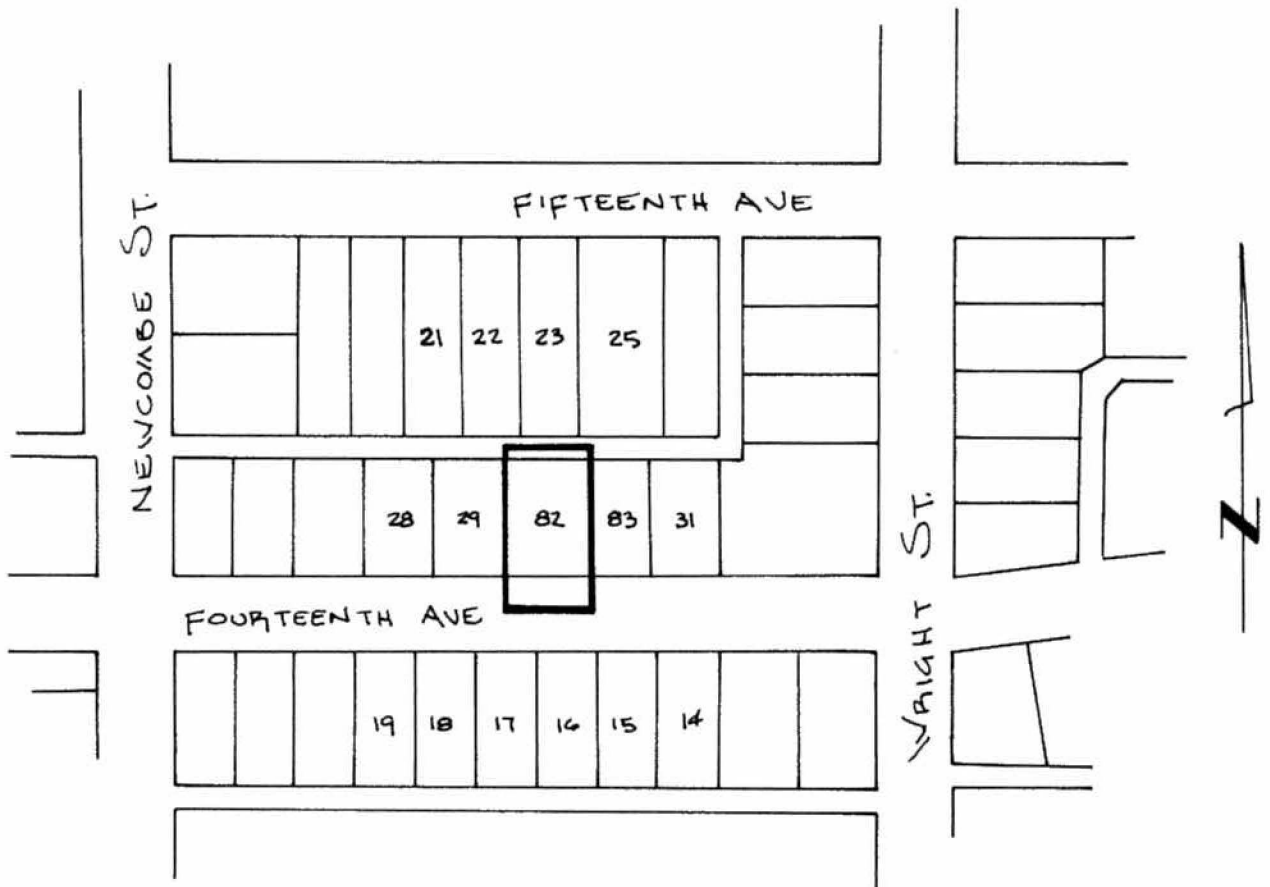 FIFTEENTH AVE
NEWCOMBE ST.
21 22 23 25
28 29 82 83 31
FOURTEENTH AVE
WRIGHT ST.
19 18 17 16 15 14
N